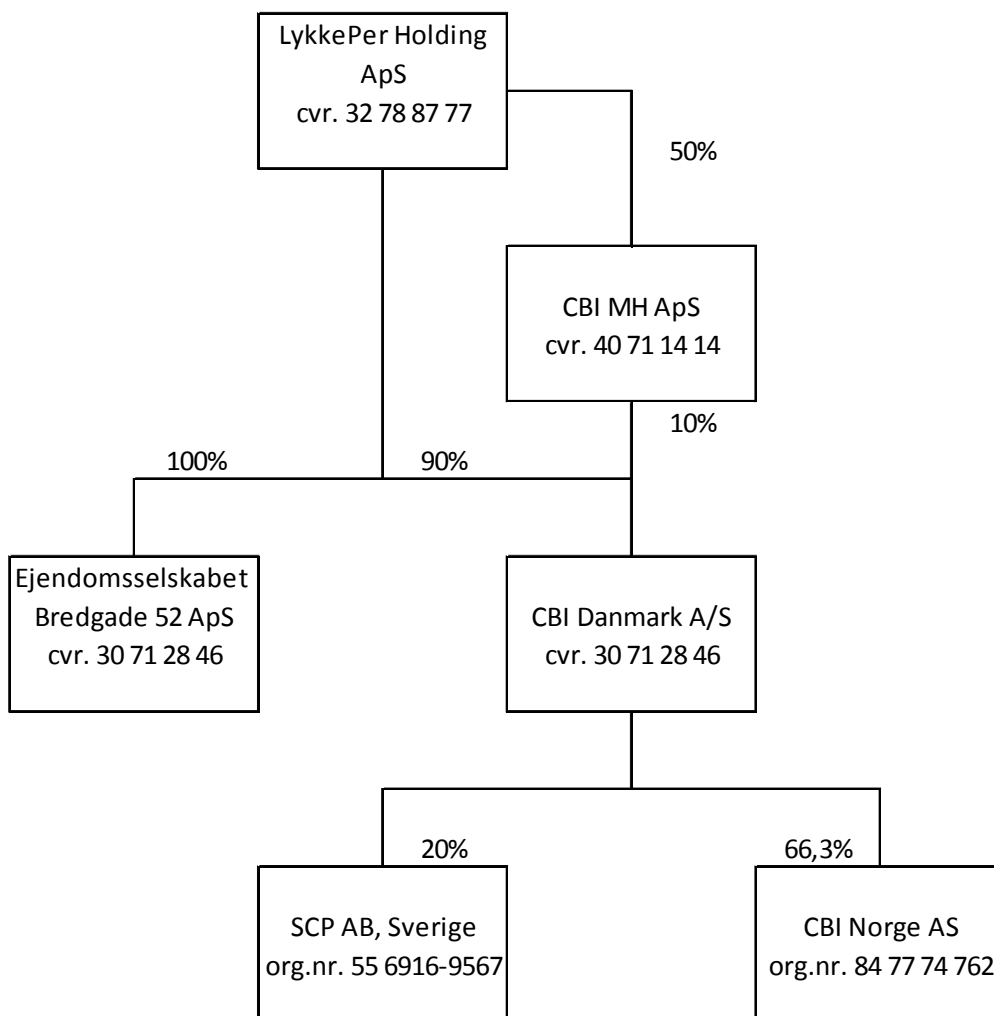 LykkePer Holding
ApS
cvr. 32 78 87 77
50%
CBI MH ApS
cvr. 40 71 14 14
10%
100%
90%
Ejendomsselskabet
Bredgade 52 ApS
cvr. 30 71 28 46
CBI Danmark A/S
cvr. 30 71 28 46
20%
66,3%
SCP AB, Sverige
org.nr. 55 6916-9567
CBI Norge AS
org.nr. 84 77 74 762